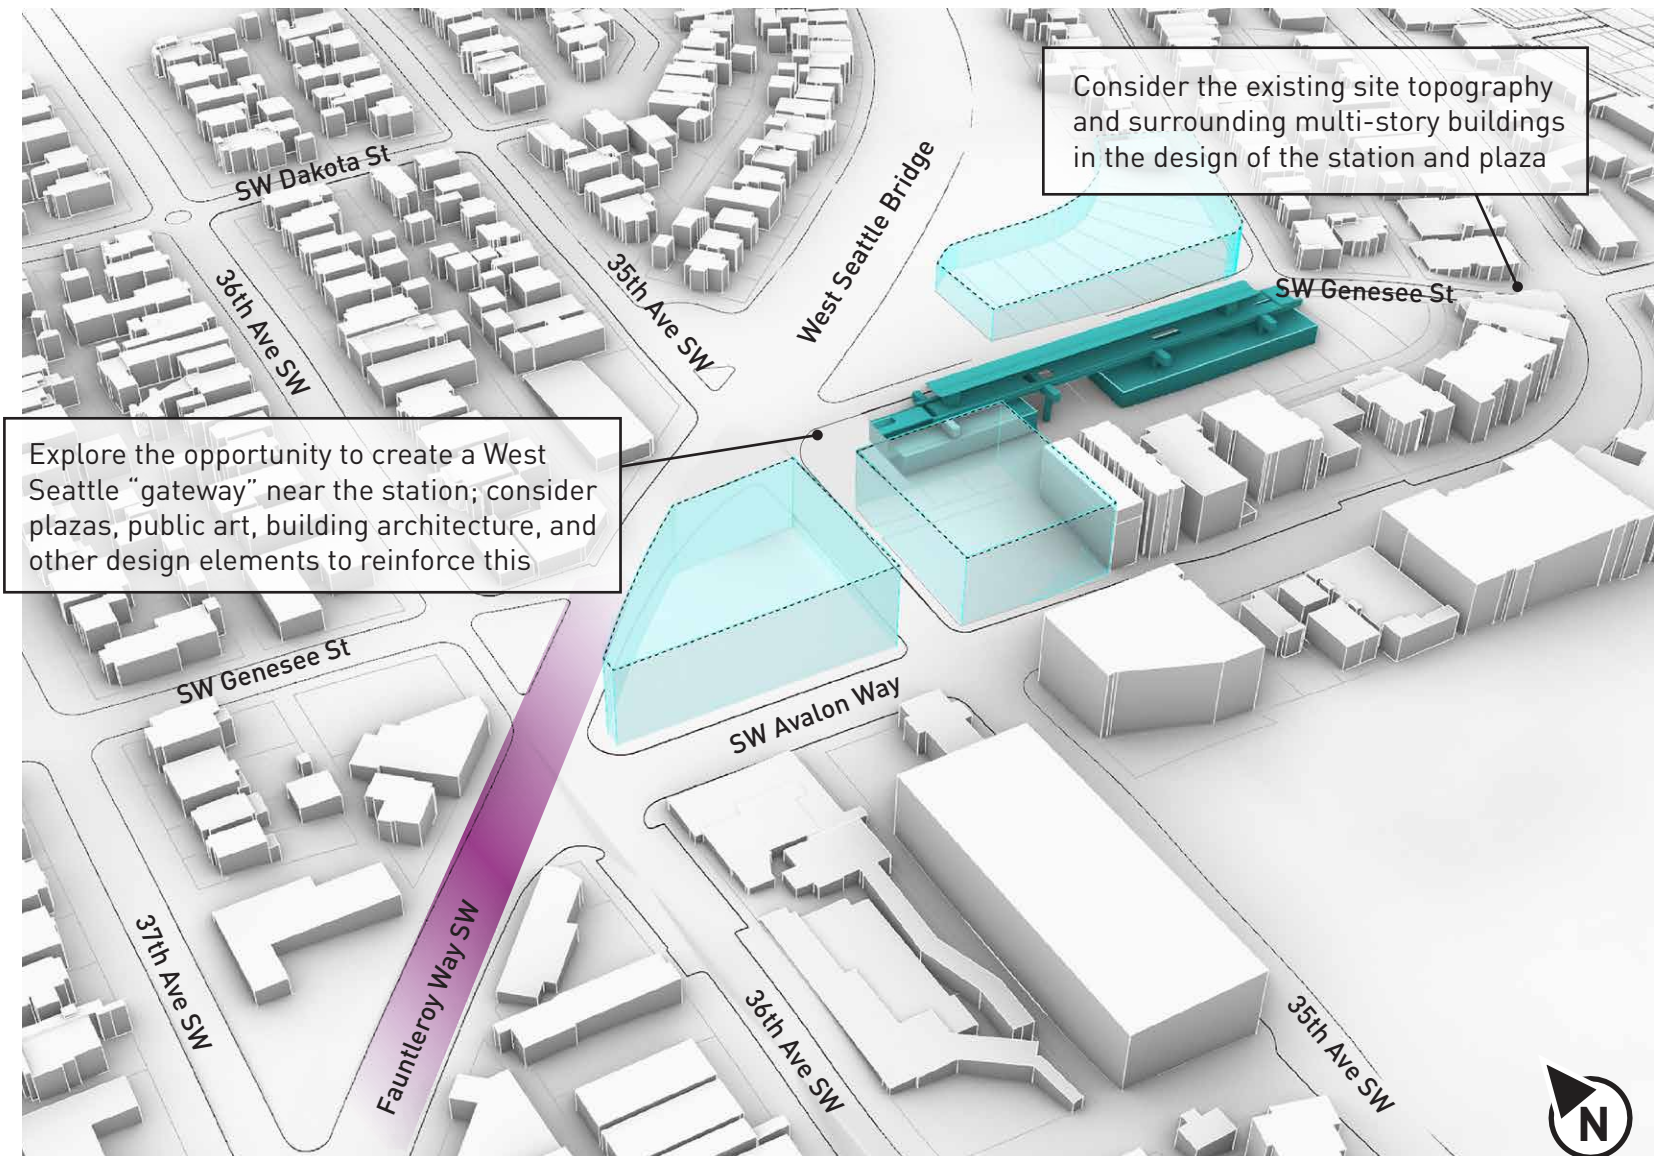 Consider the existing site topography
and surrounding multi-story buildings
in the design of the station and plaza
SW Dakota St
36th Ave SW
35th Ave SW
West Seattle Bridge
SW Genesee St
Explore the opportunity to create a West
Seattle “gateway” near the station; consider
plazas, public art, building architecture, and
other design elements to reinforce this
SW Genesee St
SW Avalon Way
37th Ave SW
Fauntleroy Way SW
36th Ave SW
35th Ave SW
N